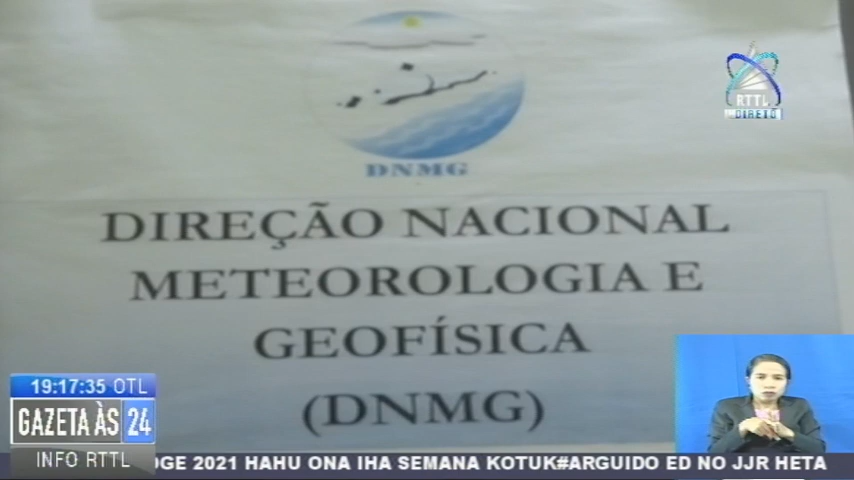 RTTL
DIRETO
DNMG
DIREÇÃO NACIONAL
METEOROLOGIA E
GEOFÍSICA
(DNMG)
19:17:35 OTL
GAZETA ÀS 24
INFO RTTL
OGE 2021 HAHU ONA IHA SEMANA KOTUK#ARGUIDO ED NO JJR HETA